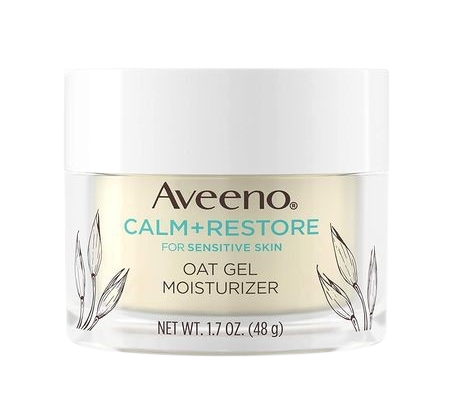 Aveeno®
CALM+RESTORE
FOR SENSITIVE SKIN
OAT GEL
MOISTURIZER
NET WT. 1.7 OZ. (48 g)